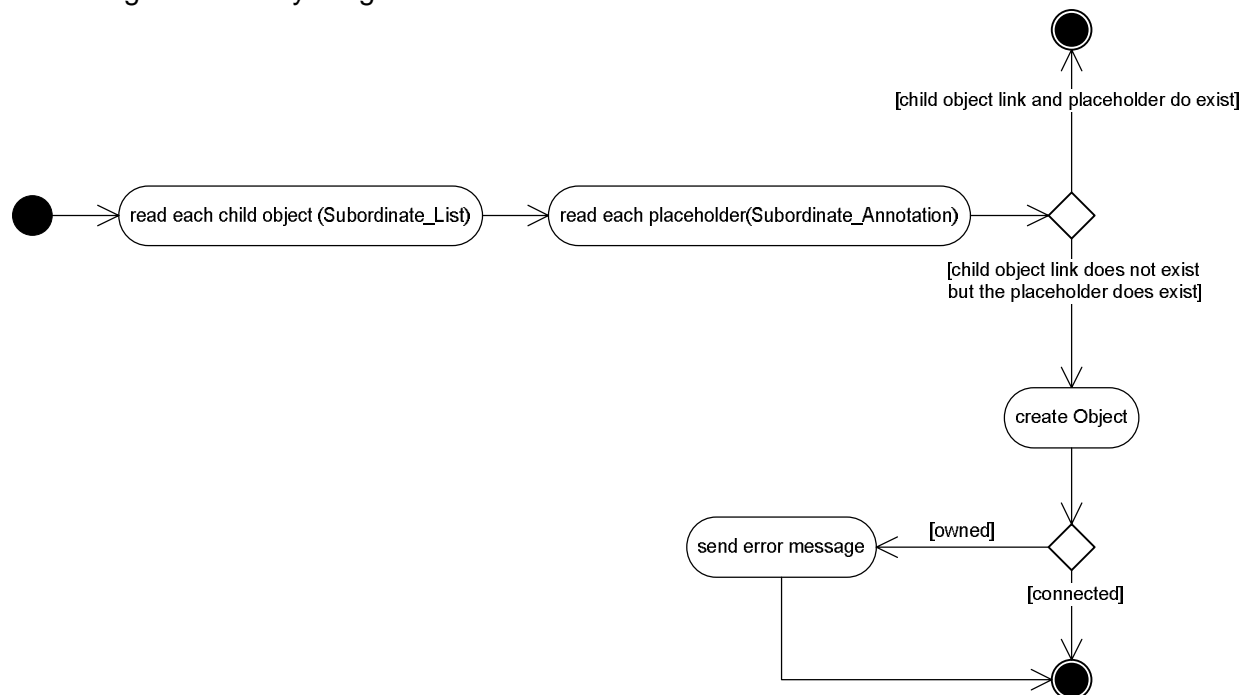 [child object link and placeholder do exist]
read each child object (Subordinate_List)
read each placeholder(Subordinate_Annotation)
[child object link does not exist
but the placeholder does exist]
create Object
[owned]
send error message
[connected]